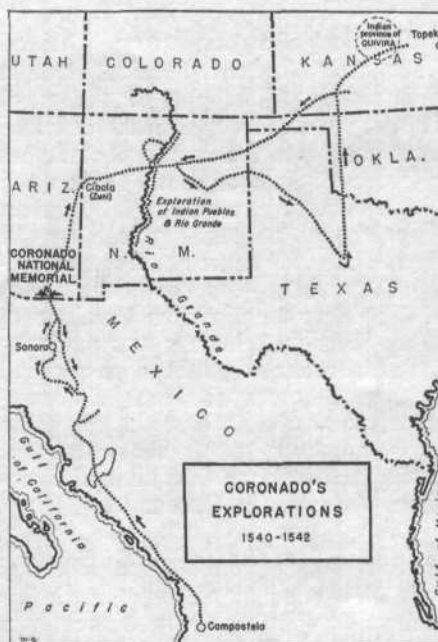 Indian
province of
QUIVIRA
Topek
UTAH
COLORADO
KANSAS
OKLA.
ARIZ.
Cibola
(Zuni)
Exploration
of Indian Pueblos
& Rio Grande
CORONADO
NATIONAL
MEMORIAL
N. M.
Rio
Grande
TEXAS
Sonora
MEXICO
Gulf
of California
CORONADO'S
EXPLORATIONS
1540-1542
Pacific
Compostela